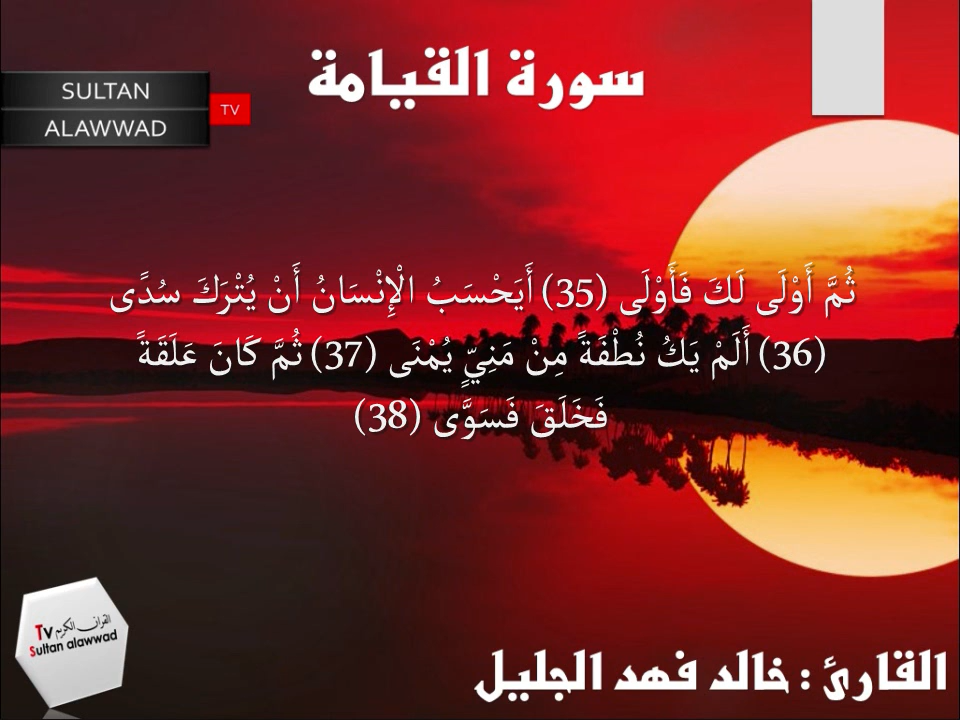 سورة القيامة
SULTAN
ALAWWAD
TV
ثُمَّ أَوْلَى لَكَ فَأَوْلَى (35) أَيَحْسَبُ الْإِنْسَانُ أَنْ يُتْرَكَ سُدًى
(36) أَلَمْ يَكُ نُطْفَةً مِنْ مَنِيٍّ يُمْنَى (37) ثُمَّ كَانَ عَلَقَةً
فَخَلَقَ فَسَوَّى (38)
Tv القران الكريم
Sultan alawwad
القارئ : خالد فهد الجليل